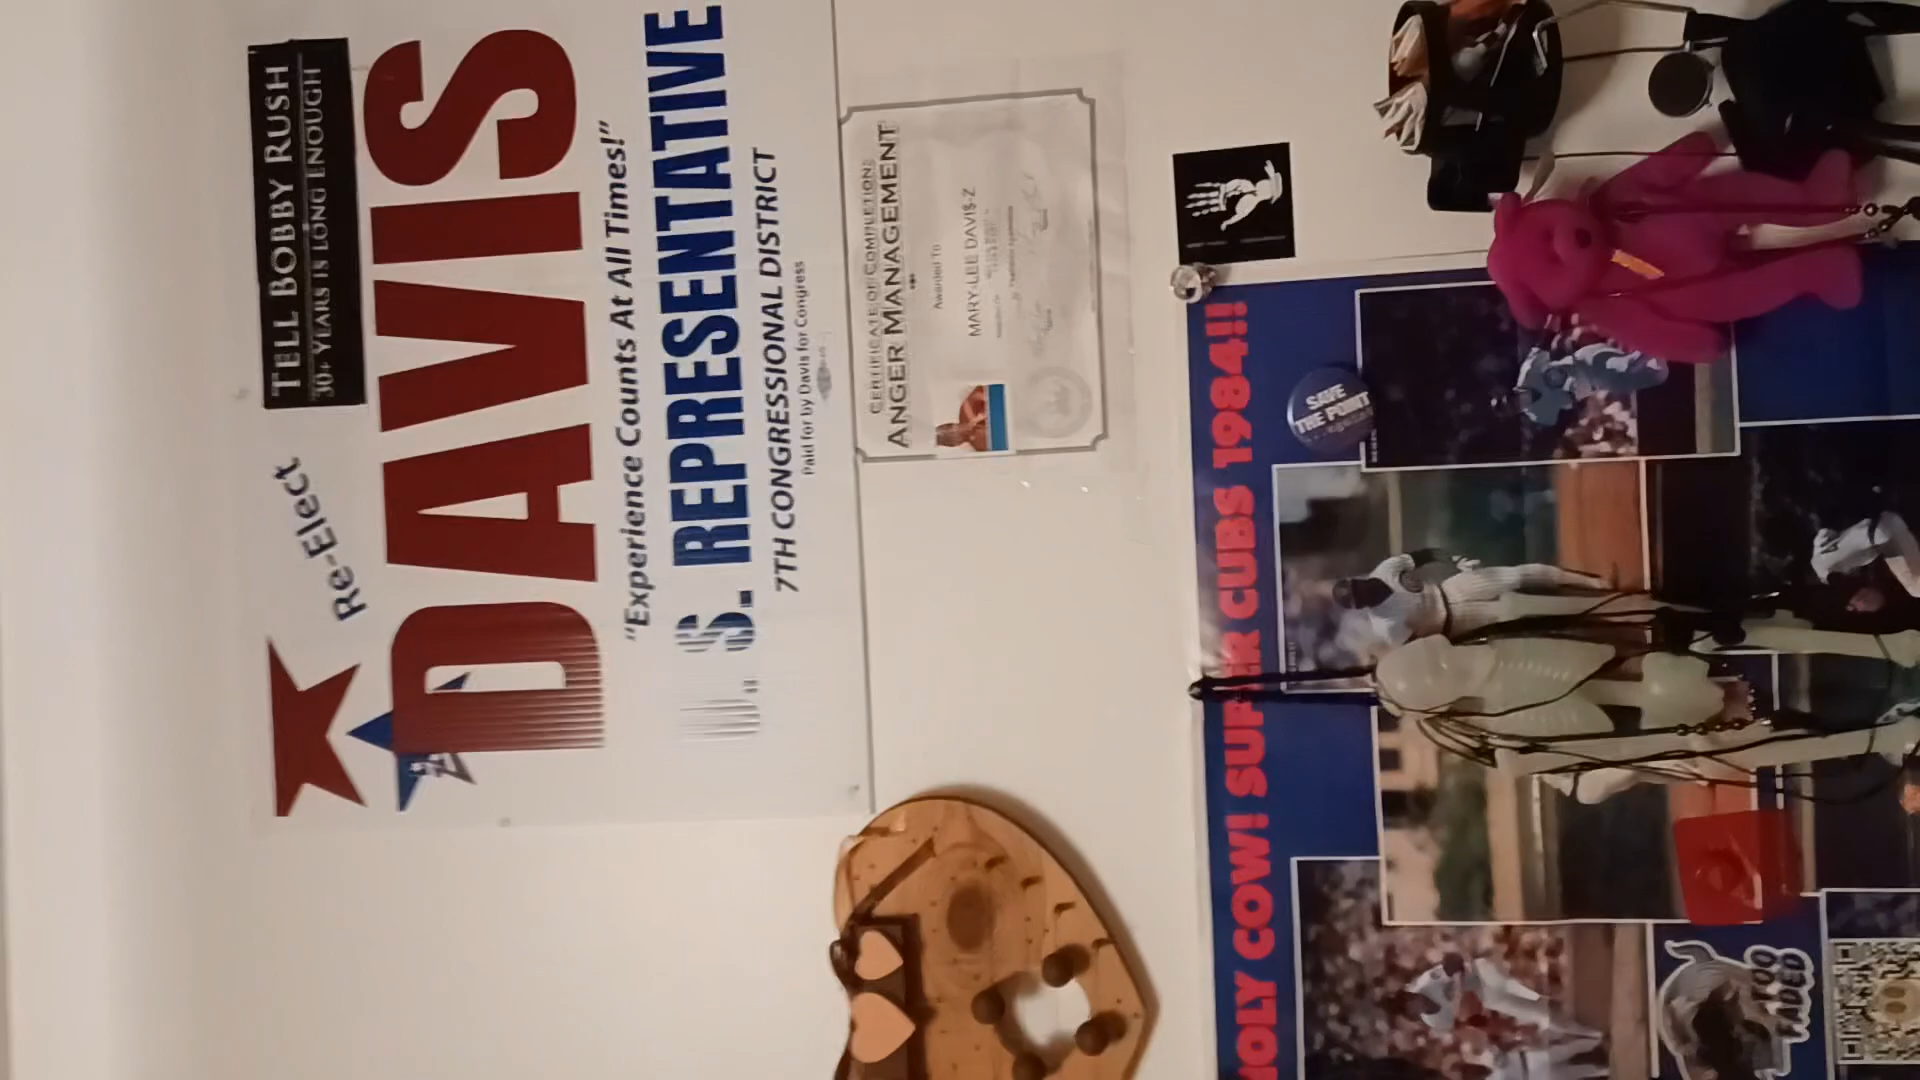 TELL BOBBY RUSH
30+ YEARS IS LONG ENOUGH
Re-Elect
DAVIS
"Experience Counts At All Times!"
U. S. REPRESENTATIVE
7TH CONGRESSIONAL DISTRICT
Paid for by Davis for Congress
CERTIFICATE OF COMPLETIONS
ANGER MANAGEMENT
Awarded To
MARY-LEE DAVI$-Z
HOLY COW! SUPER CUBS 1984!!
SAVE
THE POINT
TOO
FADED